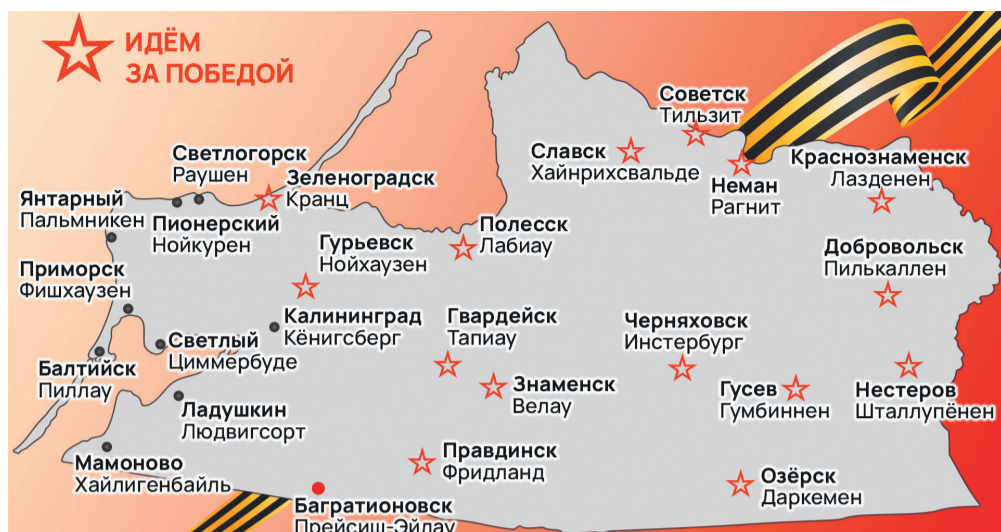 ИДЁМ
ЗА ПОБЕДОЙ
Советск
Тильзит
Славск
Хайнрихсвальде
Неман
Рагнит
Краснознаменск
Лазденен
Светлогорск
Раушен
Зеленоградск
Кранц
Янтарный
Пальмникен
Пионерский
Нойкурен
Полесск
Лабиау
Гурьевск
Нойхаузен
Добровольск
Пилькаллен
Приморск
Фишхаузен
Калининград
Кёнигсберг
Гвардейск
Тапиау
Черняховск
Инстербург
Светлый
Циммербуде
Балтийск
Пиллау
Знаменск
Велау
Гусев
Гумбиннен
Нестеров
Шталлупёнен
Ладушкин
Людвигсорт
Правдинск
Фридланд
Мамоново
Хайлигенбайль
Озёрск
Даркемен
Багратионовск
Прейсиш-Эйлау